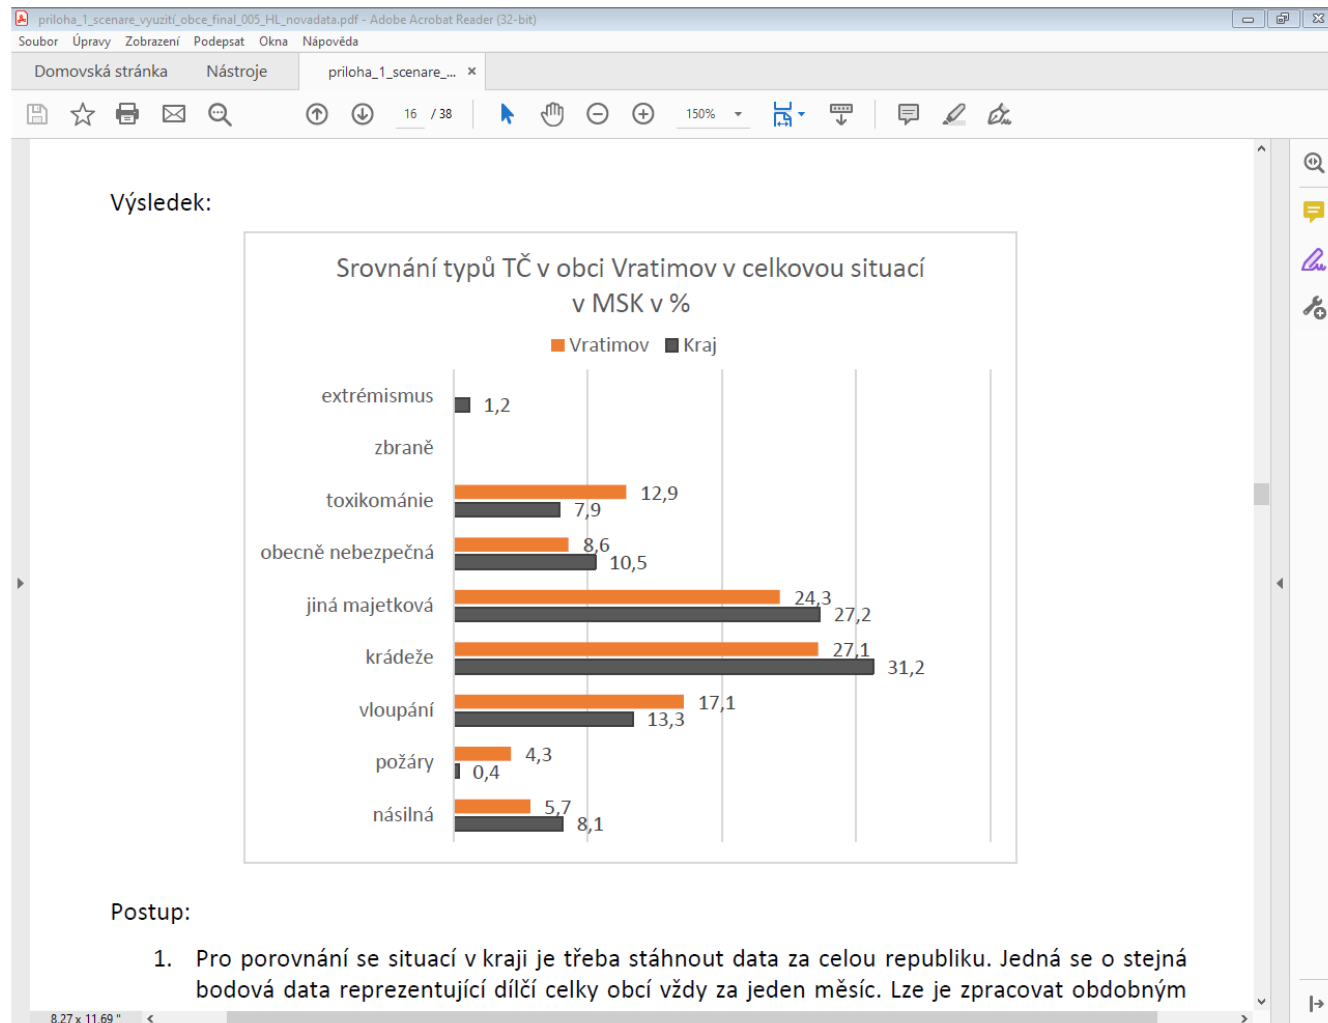 priloha_1_scenare_vyuzití_obce_final_005_HL_novadata.pdf - Adobe Acrobat Reader (32-bit)
Soubor Úpravy Zobrazení Podepsat Okna Nápověda
Domovská stránka Nástroje priloha_1_scenare_... ×
16 / 38 150%
Výsledek:
Srovnání typů TČ v obci Vratimov v celkovou situací
v MSK v %
Vratimov Kraj
extrémismus 1,2
zbraně
toxikománie 12,9
7,9
obecně nebezpečná 8,6
10,5
jiná majetková 24,3
27,2
krádeže 27,1
31,2
vloupání 17,1
13,3
požáry 4,3
0,4
násilná 5,7
8,1
Postup:
1. Pro porovnání se situací v kraji je třeba stáhnout data za celou republiku. Jedná se o stejná
bodová data reprezentující dílčí celky obcí vždy za jeden měsíc. Lze je zpracovat obdobným
8,27 x 11,69 "